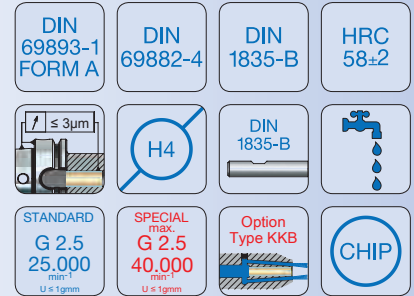 DIN
69893-1
FORM A
DIN
69882-4
DIN
1835-B
HRC
58±2
↗ ≤ 3µm
H4
DIN
1835-B
STANDARD
G 2.5
25.000
min⁻¹
U ≤ 1gmm
SPECIAL
max.
G 2.5
40.000
min⁻¹
U ≤ 1gmm
Option
Type KKB
CHIP